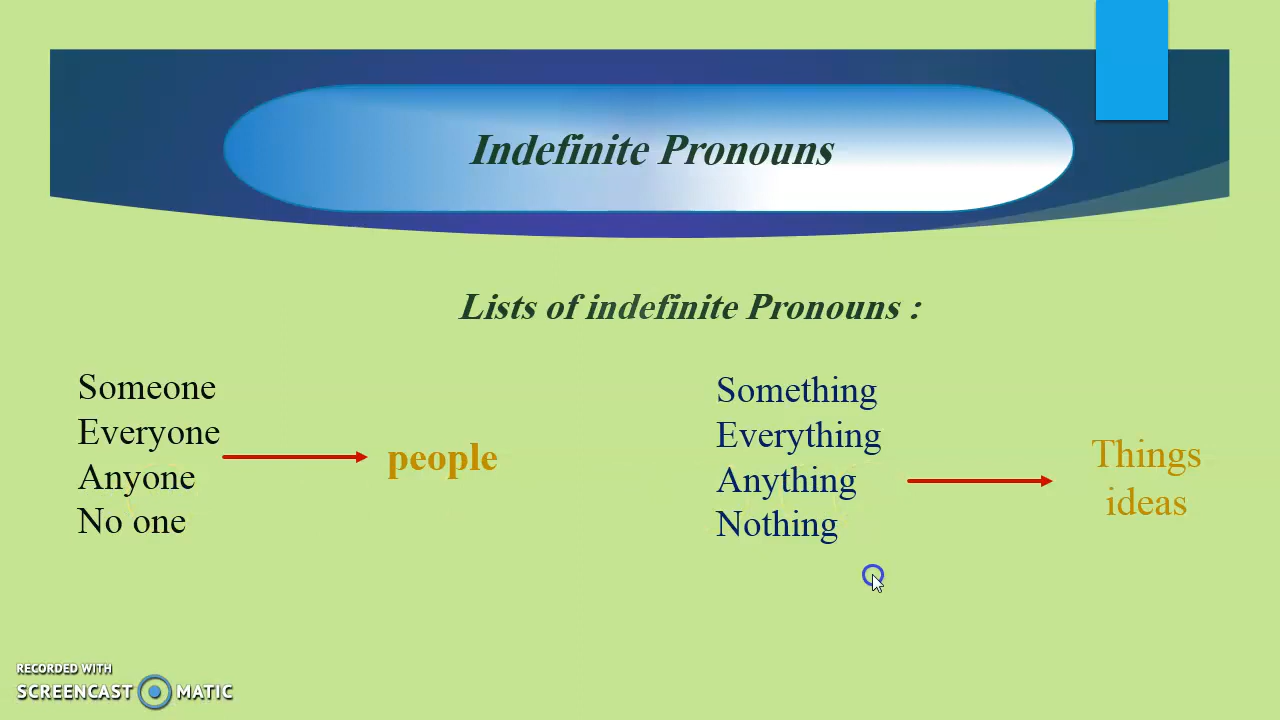 Indefinite Pronouns
Lists of indefinite Pronouns :
Someone
Everyone
Anyone
No one
people
Something
Everything
Anything
Nothing
Things
ideas
RECORDED WITH
SCREENCAST MATIC